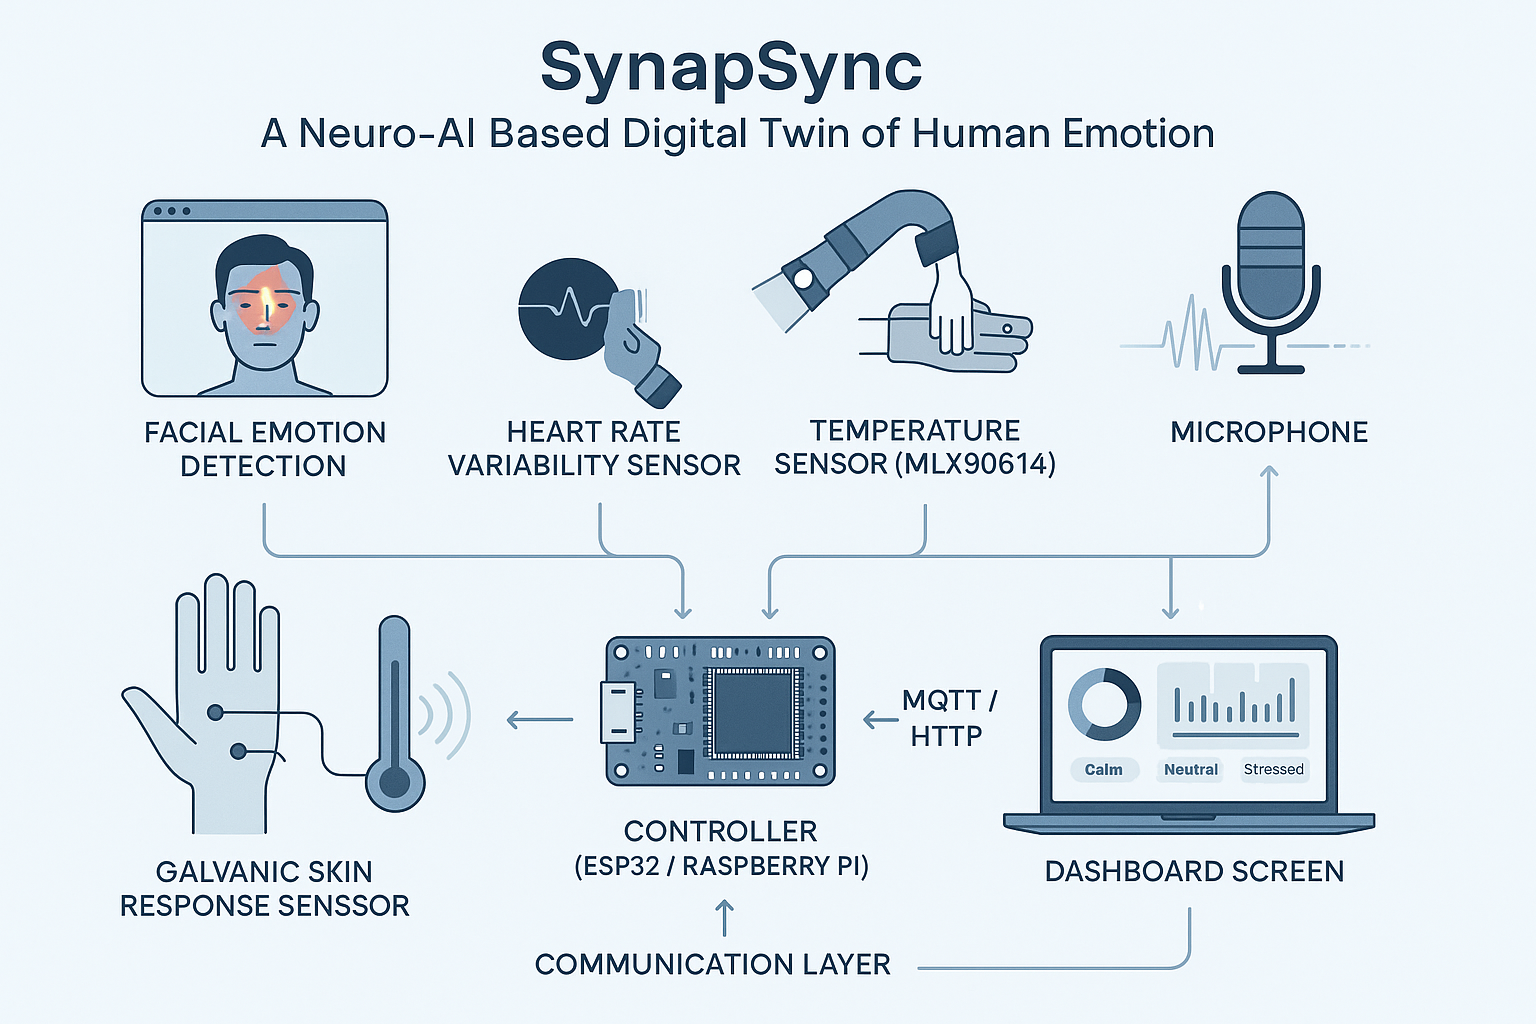 SynapSync
A Neuro-AI Based Digital Twin of Human Emotion
FACIAL EMOTION
DETECTION
HEART RATE
VARIABILITY SENSOR
TEMPERATURE
SENSOR (MLX90614)
MICROPHONE
GALVANIC SKIN
RESPONSE SENSSOR
CONTROLLER
(ESP32 / RASPBERRY PI)
MQTT /
HTTP
Calm
Neutral
Stressed
DASHBOARD SCREEN
COMMUNICATION LAYER